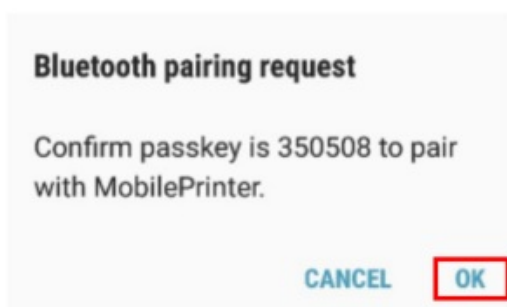 Bluetooth pairing request
Confirm passkey is 350508 to pair
with MobilePrinter.
CANCEL OK